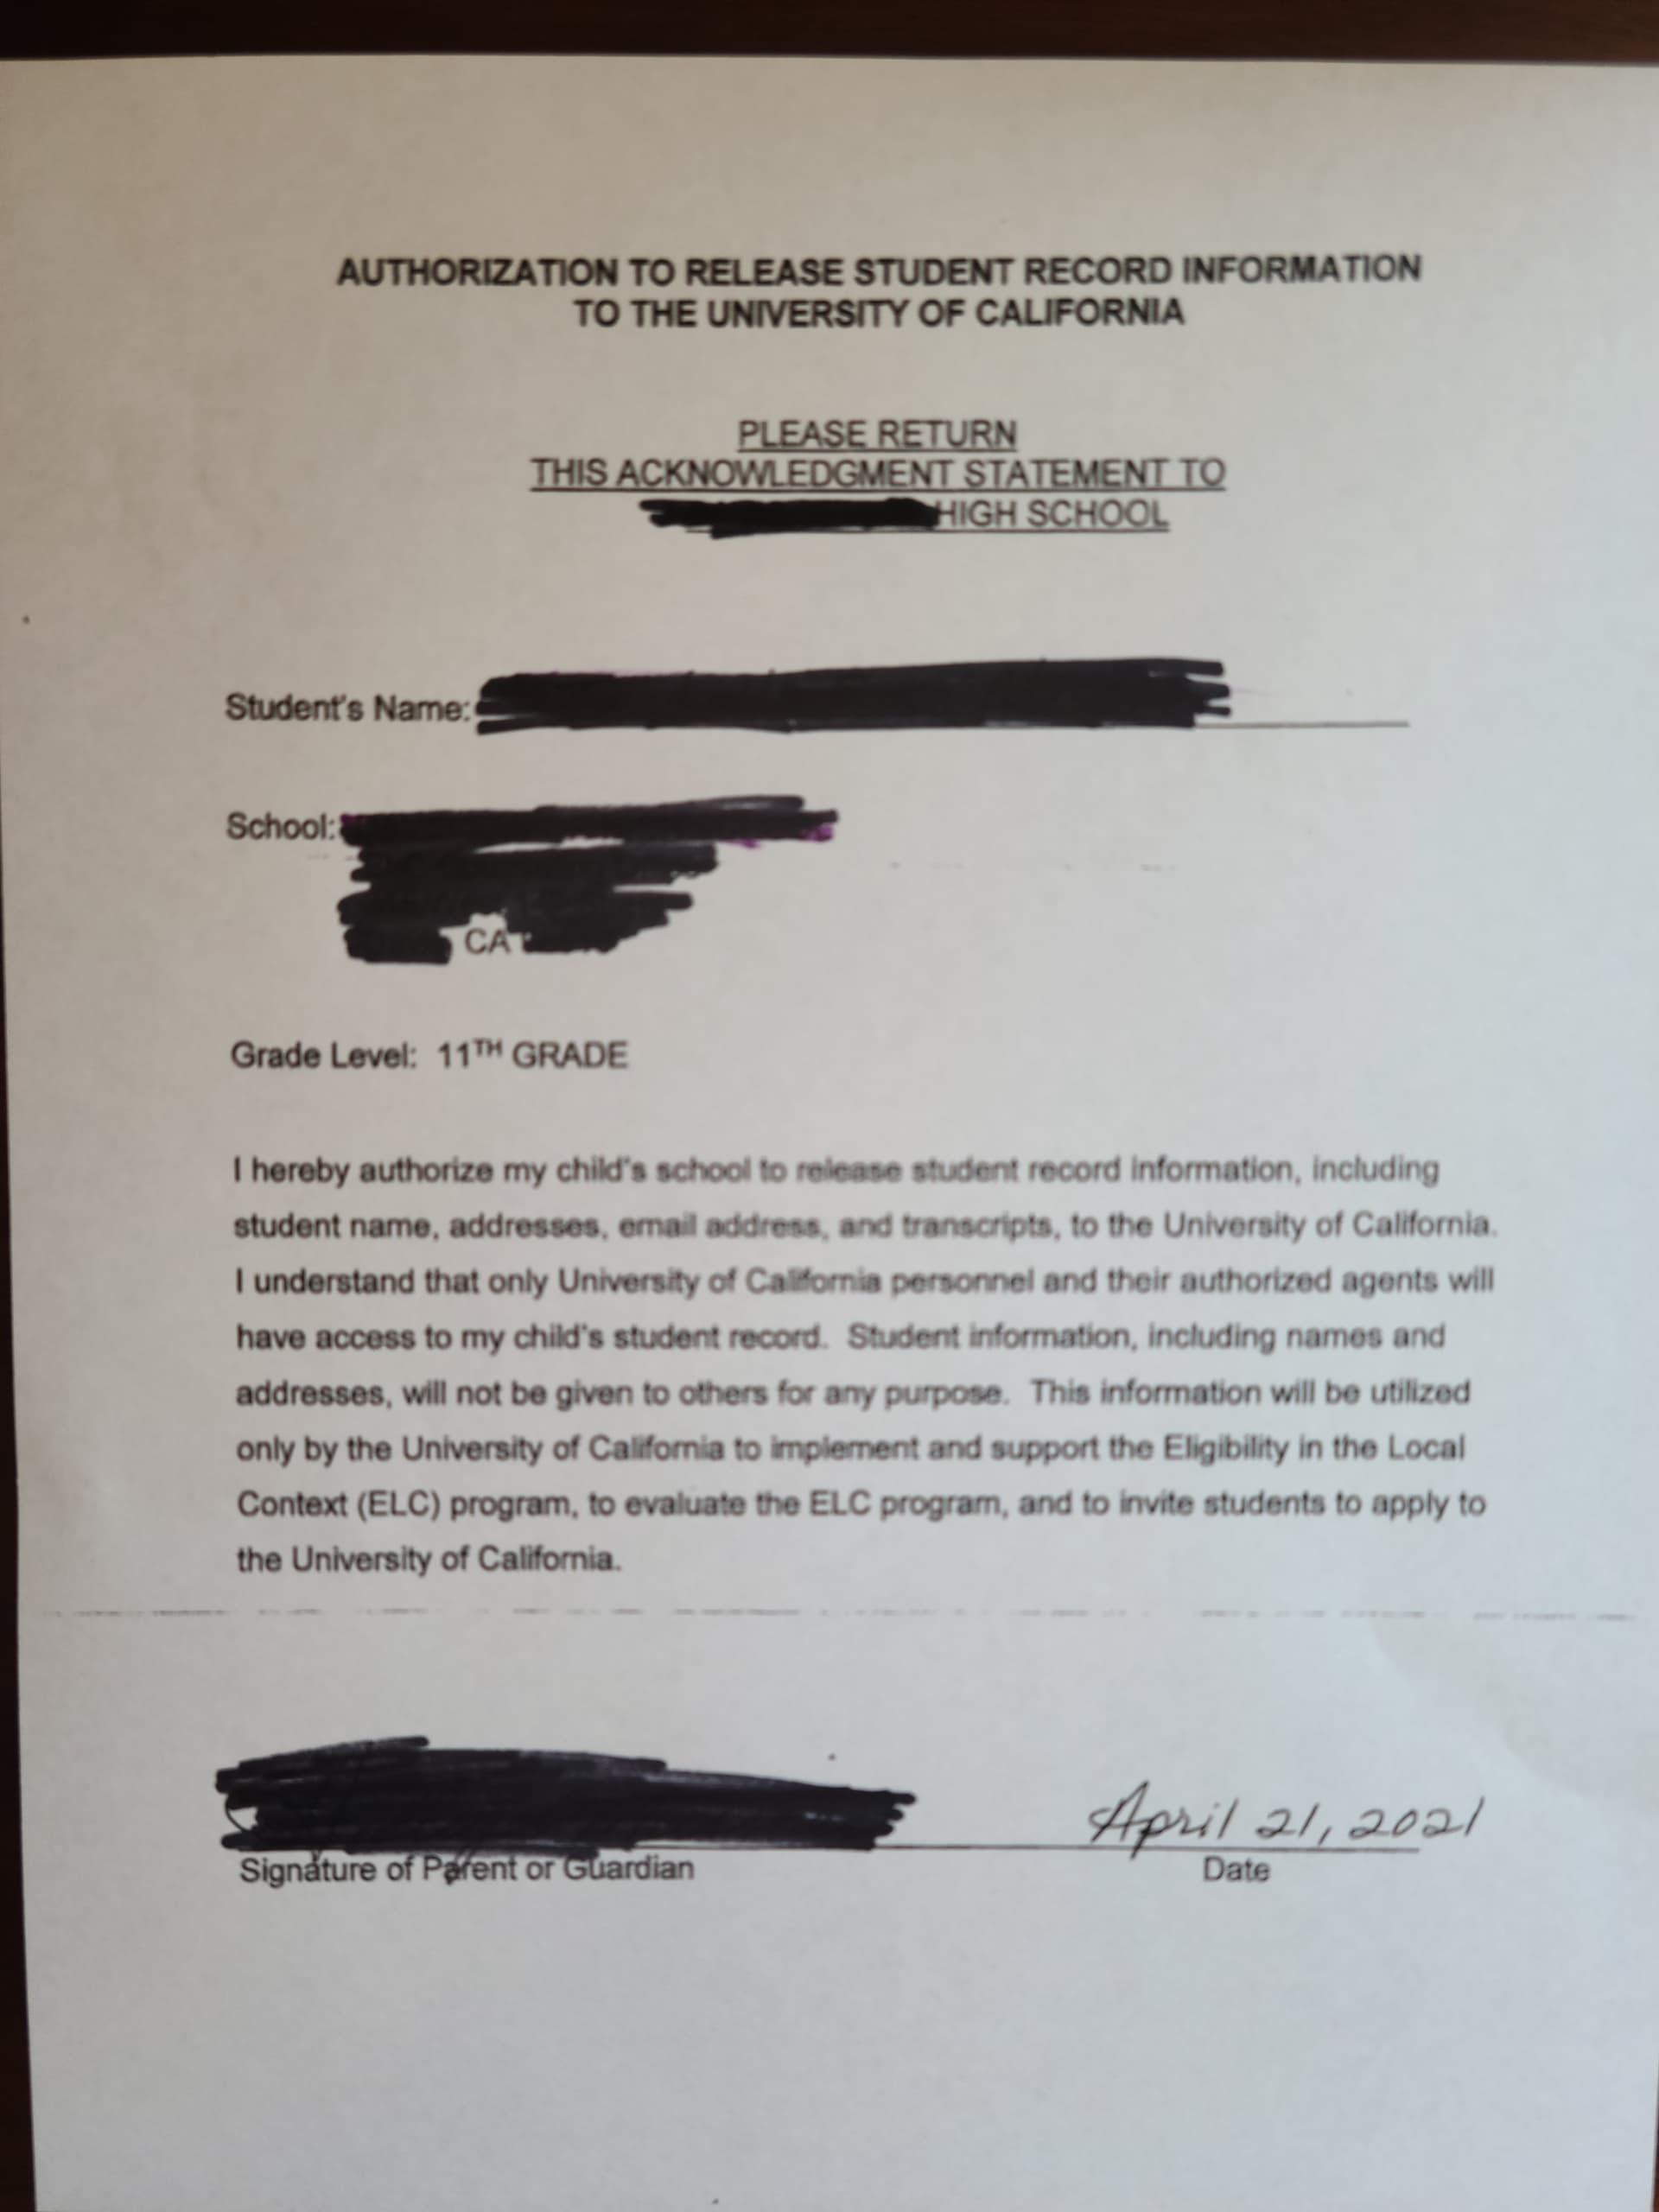 AUTHORIZATION TO RELEASE STUDENT RECORD INFORMATION
TO THE UNIVERSITY OF CALIFORNIA
PLEASE RETURN
THIS ACKNOWLEDGMENT STATEMENT TO
HIGH SCHOOL
Student's Name:
School:
CA
Grade Level: 11TH GRADE
I hereby authorize my child's school to release student record information, including
student name, addresses, email address, and transcripts, to the University of California.
I understand that only University of California personnel and their authorized agents will
have access to my child's student record. Student information, including names and
addresses, will not be given to others for any purpose. This information will be utilized
only by the University of California to implement and support the Eligibility in the Local
Context (ELC) program, to evaluate the ELC program, and to invite students to apply to
the University of California.
April 21, 2021
Signature of Parent or Guardian Date